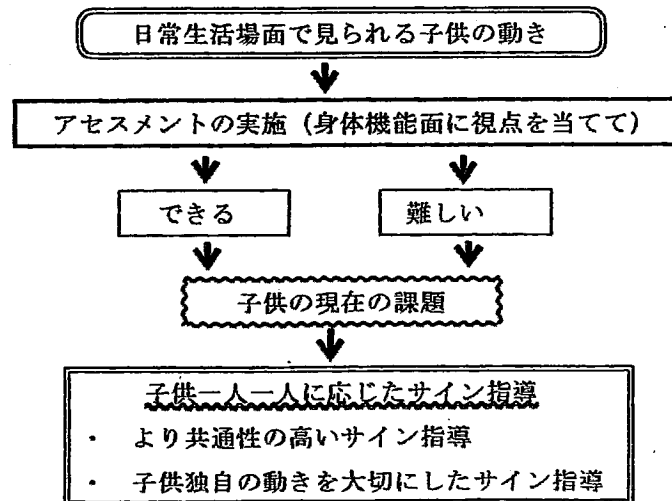 日常生活場面で見られる子供の動き
アセスメントの実施（身体機能面に視点を当てて）
できる
難しい
子供の現在の課題
子供一人一人に応じたサイン指導
・ より共通性の高いサイン指導
・ 子供独自の動きを大切にしたサイン指導